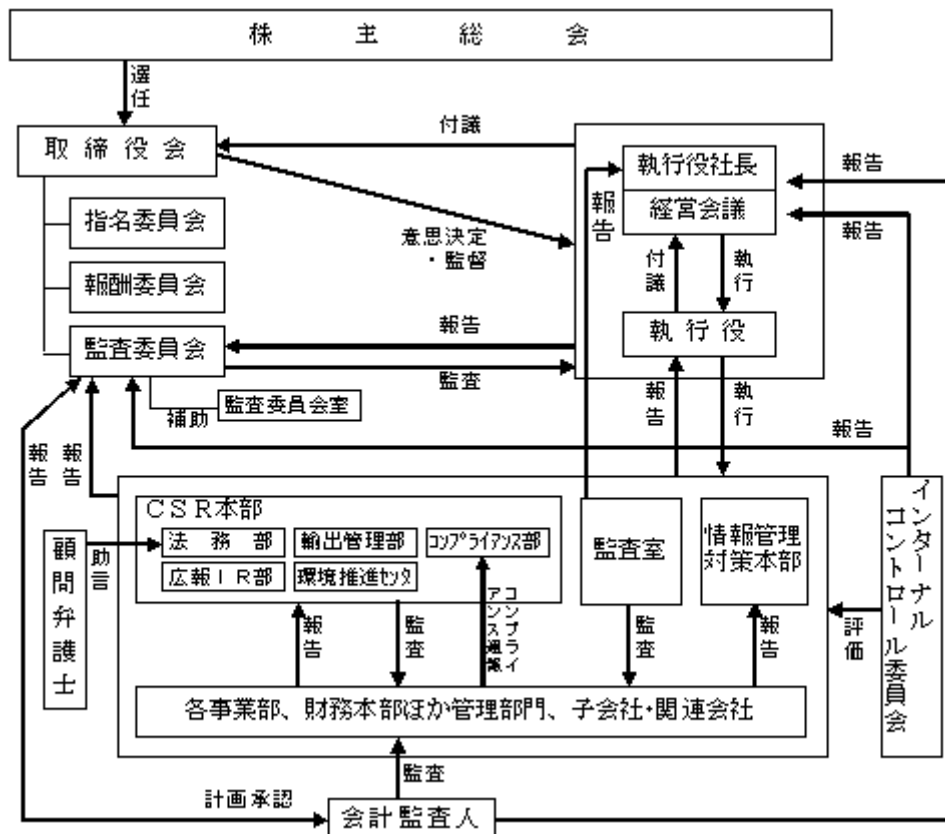 株主総会
選任
取締役会
付議
執行役社長
報告
経営会議
報告
報告
指名委員会
意思決定
・監督
付議
執行
報酬委員会
執行役
報告
監査委員会
監査
報告
執行
補助
監査委員会室
報告
報告
報告
CSR本部
法務部
輸出管理部
コンプライアンス部
監査室
情報管理
対策本部
インターナル
コントロール委員会
顧問弁護士
助言
広報IR部
環境推進センタ
報告
監査
コンプライ
アンス通報
監査
報告
評価
各事業部、財務本部ほか管理部門、子会社・関連会社
監査
計画承認
会計監査人